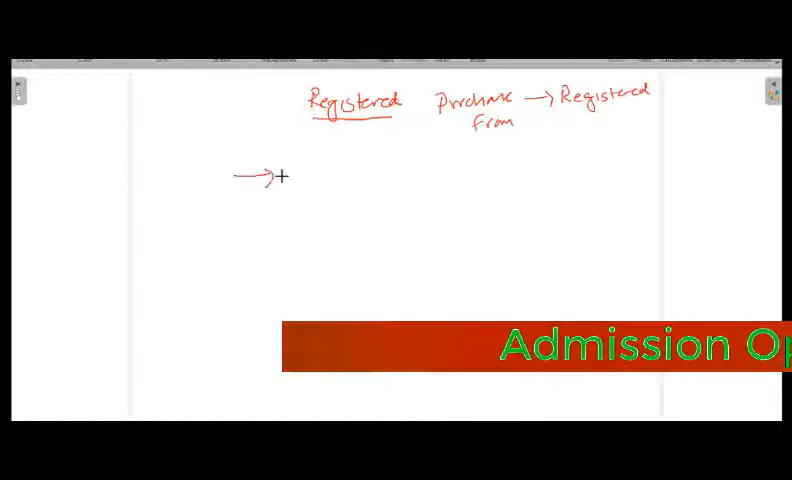 Registered Purchase → Registered
From
→
Admission Op